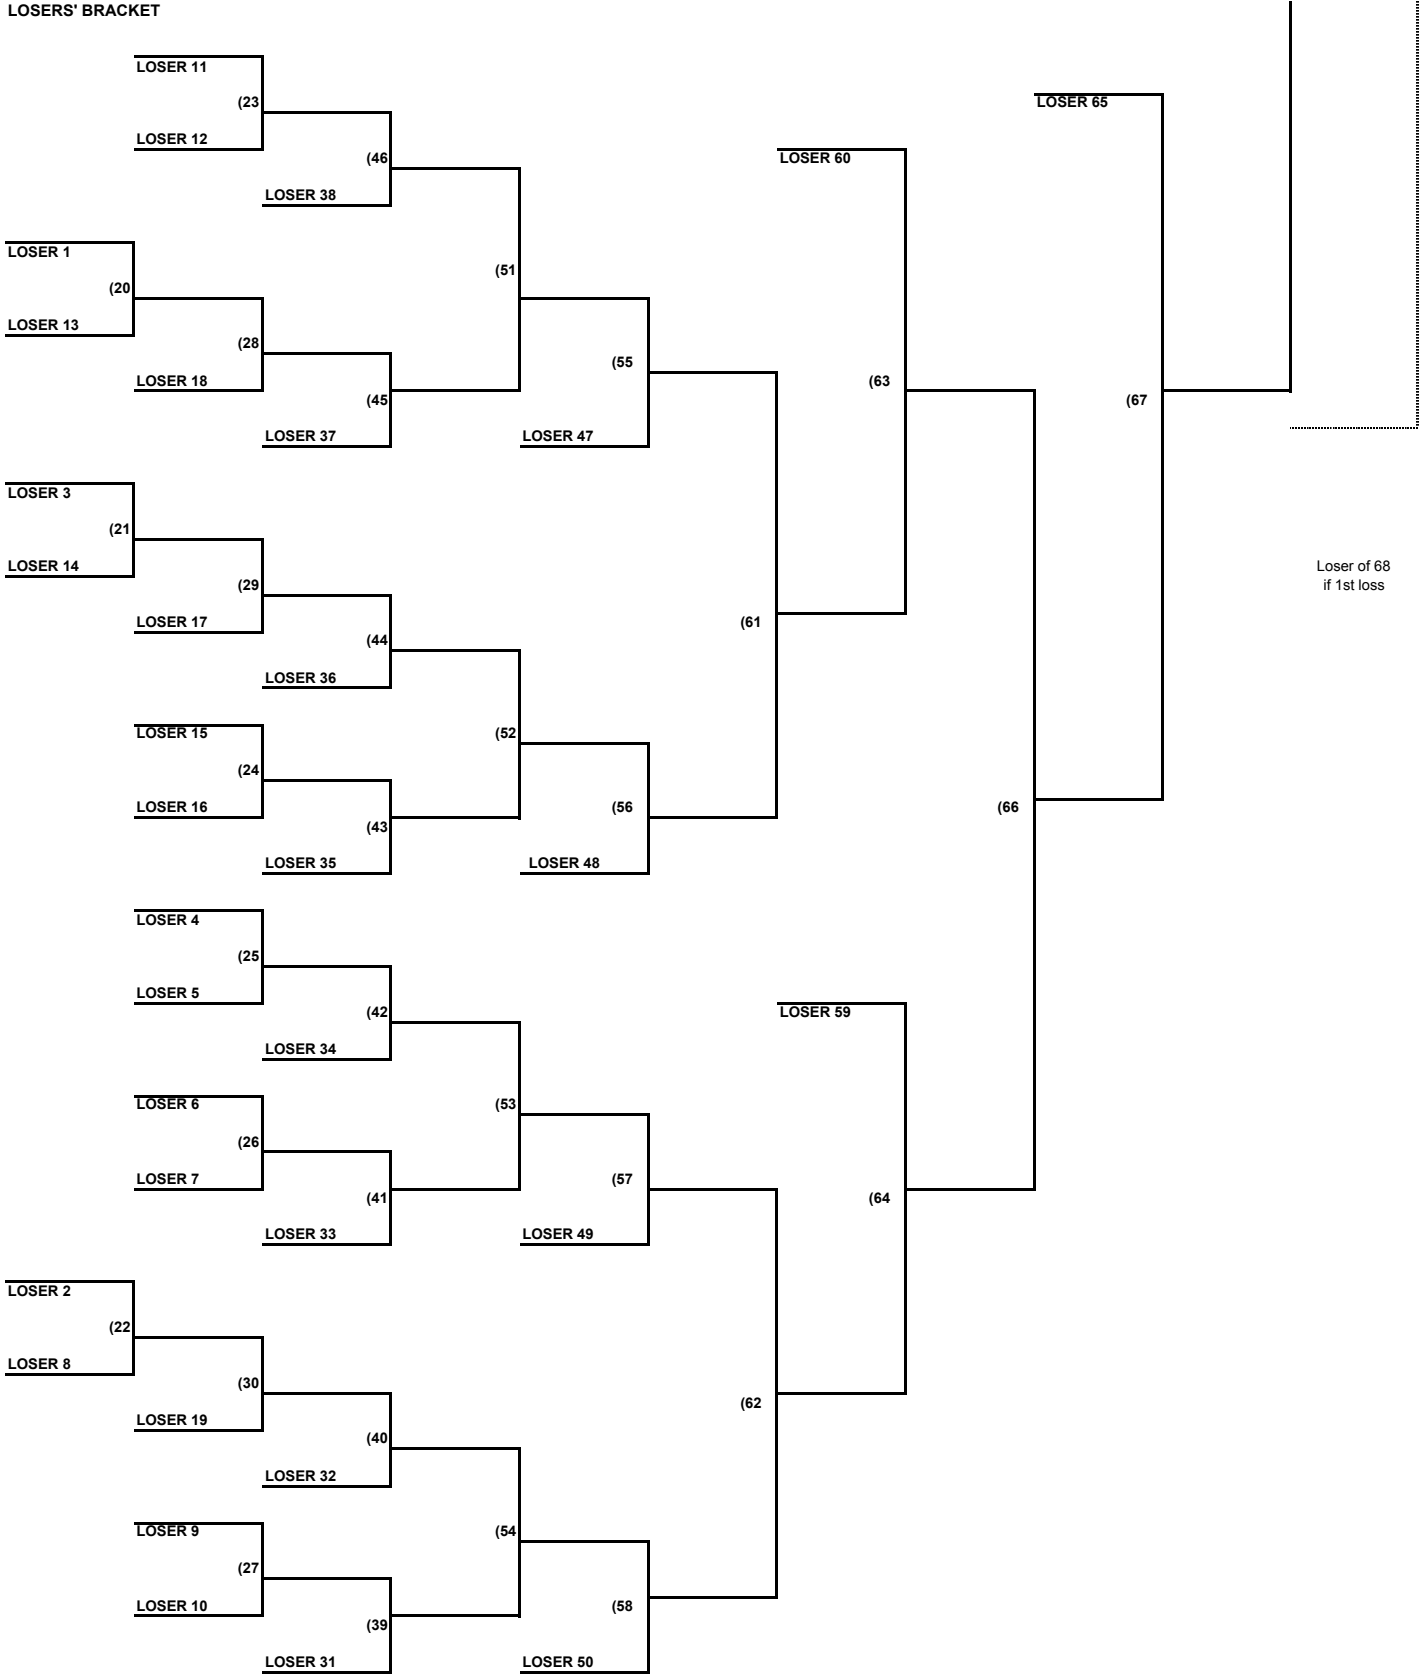 LOSERS' BRACKET
LOSER 11
LOSER 65
(23
LOSER 12
(46
LOSER 60
LOSER 38
LOSER 1
(51
(20
LOSER 13
(28
(55
LOSER 18
(63
(45
(67
LOSER 37
LOSER 47
LOSER 3
(21
LOSER 14
Loser of 68
if 1st loss
(29
LOSER 17
(61
(44
LOSER 36
LOSER 15
(52
(24
LOSER 16
(56
(66
(43
LOSER 35
LOSER 48
LOSER 4
(25
LOSER 5
(42
LOSER 59
LOSER 34
LOSER 6
(53
(26
LOSER 7
(57
(41
(64
LOSER 33
LOSER 49
LOSER 2
(22
LOSER 8
(30
(62
LOSER 19
(40
LOSER 32
LOSER 9
(54
(27
LOSER 10
(58
(39
LOSER 31
LOSER 50